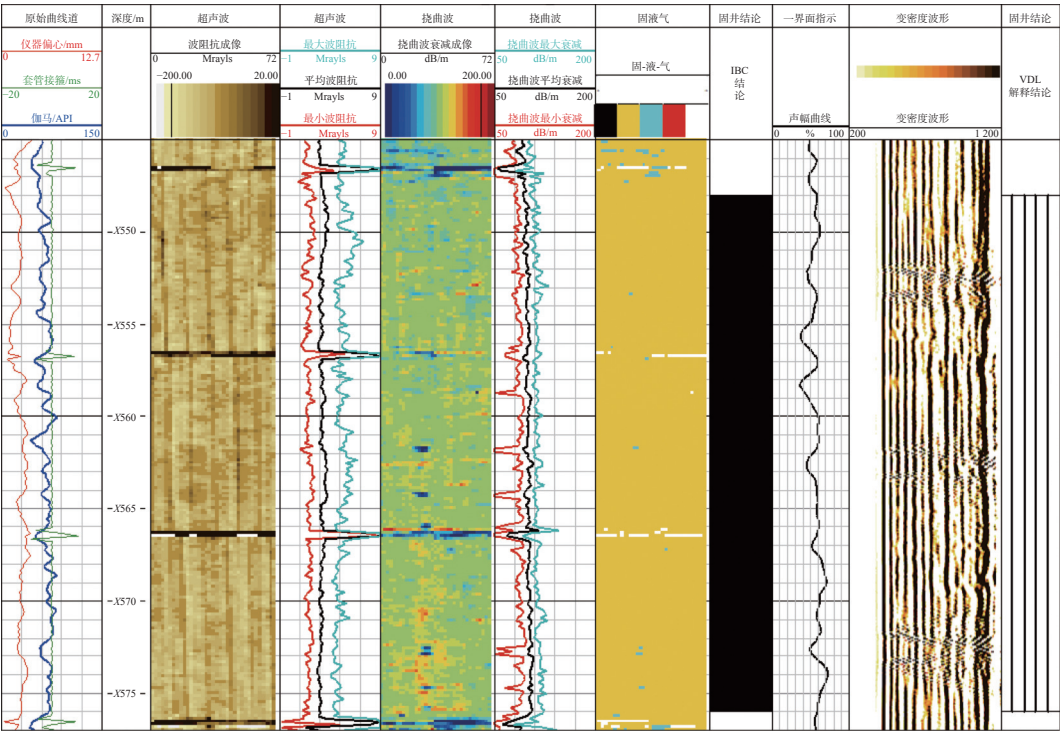 原始曲线道
深度/m
超声波
超声波
挠曲波
挠曲波
固液气
固井结论
一界面指示
变密度波形
固井结论
仪器偏心/mm
0 12.7
套管接箍/ms
-20 20
伽马/API
0 150
波阻抗成像
0 Mrayls 72
-200.00 20.00
最大波阻抗
-1 Mrayls 9
平均波阻抗
-1 Mrayls 9
最小波阻抗
-1 Mrayls 9
挠曲波衰减成像
0 dB/m 72
0.00 200.00
挠曲波最大衰减
50 dB/m 200
挠曲波平均衰减
50 dB/m 200
挠曲波最小衰减
50 dB/m 200
固-液-气
IBC
结
论
声幅曲线
0 % 100
变密度波形
200 1 200
VDL
解释结论
-X550
-X555
-X560
-X565
-X570
-X575